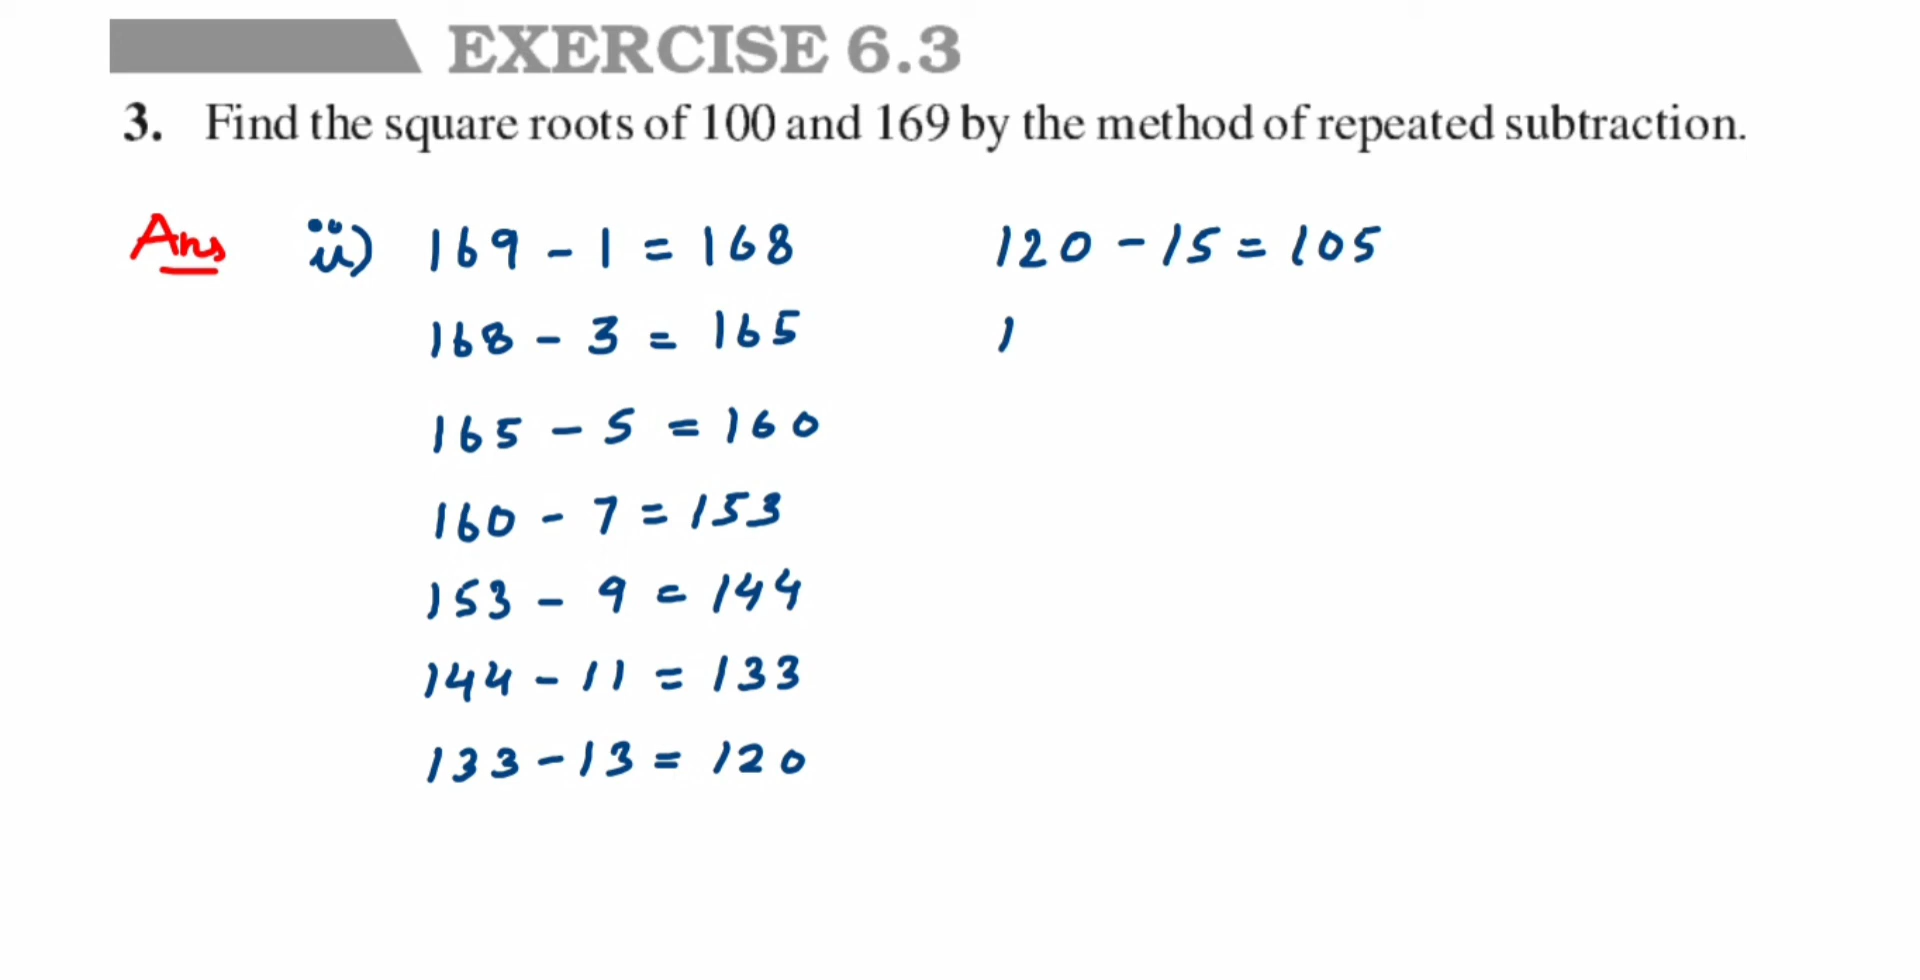 EXERCISE 6.3
3. Find the square roots of 100 and 169 by the method of repeated subtraction.
Ans ii) 169 - 1 = 168
168 - 3 = 165
165 - 5 = 160
160 - 7 = 153
153 - 9 = 144
144 - 11 = 133
133 - 13 = 120
120 - 15 = 105
1